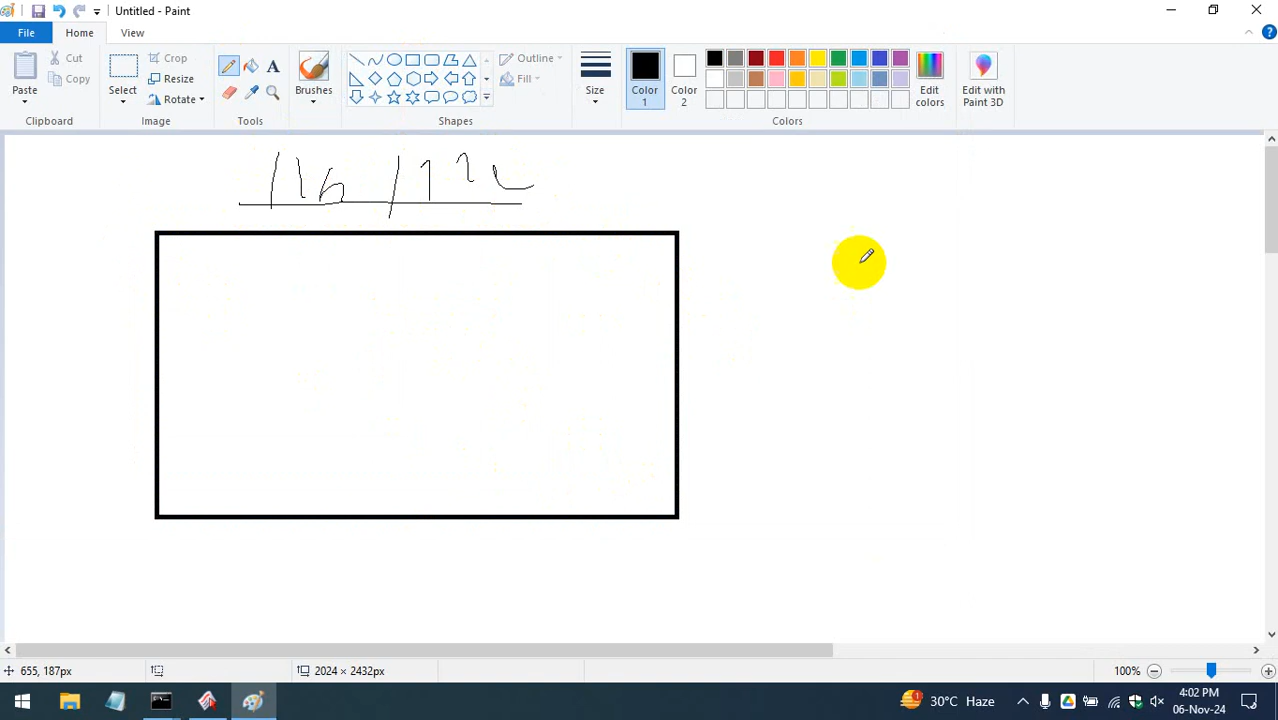 Untitled - Paint
File Home View
Paste Cut Copy Select Crop Resize Rotate A Brushes Outline Fill Size Color 1 Color 2 Edit colors Edit with Paint 3D
Clipboard Image Tools Shapes Colors
655, 187px 2024 × 2432px 100%
30°C Haze 4:02 PM
06-Nov-24